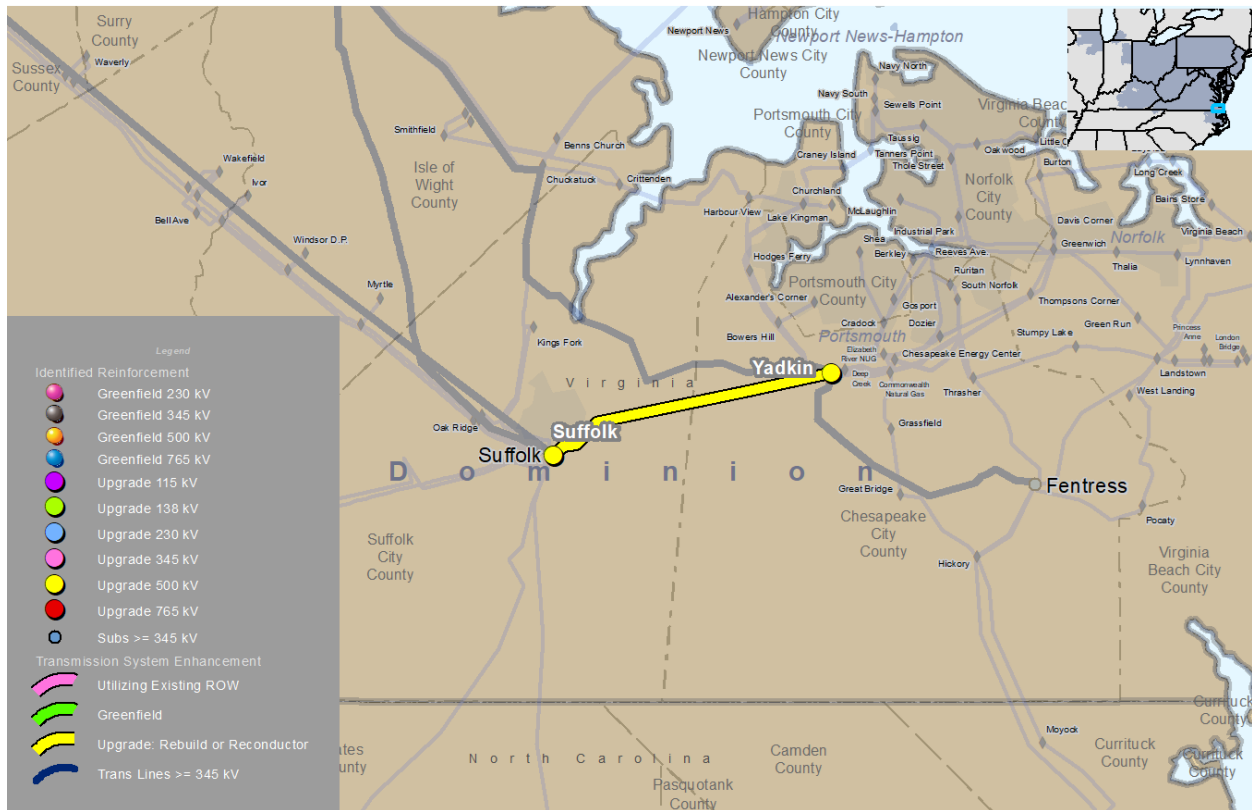 Hampton City
County
Newport News
Newport News-Hampton
Newport News City
County
Surry
County
Waverly
Sussex
County
Navy North
Navy South
Sewells Point
Portsmouth City
County
Virginia Beach
Taussig
Smithfield
Benns Church
Craney Island
Tanners Point
Thole Street
Oakwood
Burton
Wakefield
Isle of
Wight
County
Ivor
Chuckatuck
Crittenden
Churchland
Norfolk
City
County
Long Creek
Bains Store
Harbour View
Lake Kingman
McLaughlin
Davis Corner
Bell Ave
Industrial Park
Virginia Beach
Windsor D.P.
Shea
Berkley
Reeves Ave.
Greenwich
Norfolk
Lynnhaven
Thalia
Hodges Ferry
Ruritan
Portsmouth City
County
South Norfolk
Myrtle
Alexander's Corner
Gosport
Thompsons Corner
Cradock
Dozier
Green Run
Bowers Hill
Portsmouth
Stumpy Lake
Princess
Anne
London
Bridge
Kings Fork
Elizabeth
River NUG
Chesapeake Energy Center
Yadkin
Deep
Creek
Landstown
Virginia
Commonwealth
Natural Gas
Thrasher
West Landing
Oak Ridge
Suffolk
Grassfield
Suffolk
Dominion
Great Bridge
Fentress
Chesapeake
City
County
Pocaty
Suffolk
City
County
Hickory
Virginia
Beach City
County
Legend
Identified Reinforcement
Greenfield 230 kV
Greenfield 345 kV
Greenfield 500 kV
Greenfield 765 kV
Upgrade 115 kV
Upgrade 138 kV
Upgrade 230 kV
Upgrade 345 kV
Upgrade 500 kV
Upgrade 765 kV
Subs >= 345 kV
Transmission System Enhancement
Utilizing Existing ROW
Greenfield
Upgrade: Rebuild or Reconductor
Trans Lines >= 345 kV
Currituck
County
Moyock
North Carolina
Camden
County
Currituck
County
Currituck
County
Pasquotank
County